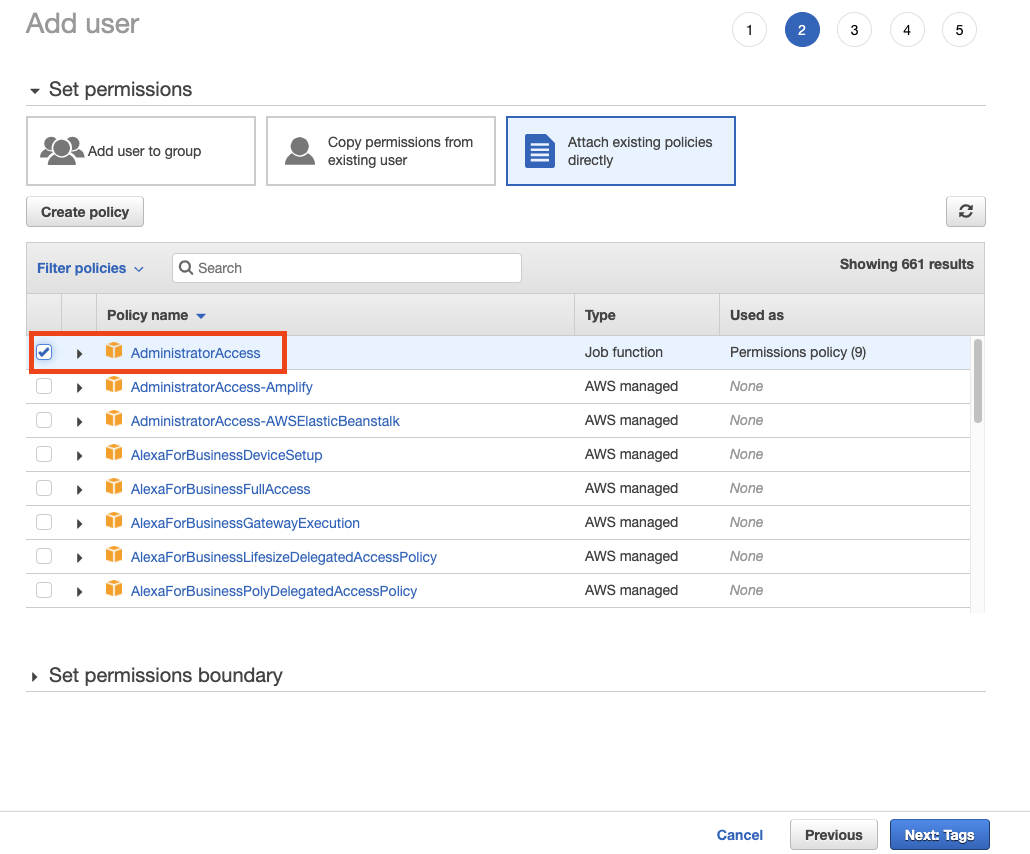 Add user
1 2 3 4 5
Set permissions
Add user to group
Copy permissions from
existing user
Attach existing policies
directly
Create policy
Filter policies Search Showing 661 results
Policy name Type Used as
AdministratorAccess Job function Permissions policy (9)
AdministratorAccess-Amplify AWS managed None
AdministratorAccess-AWSElasticBeanstalk AWS managed None
AlexaForBusinessDeviceSetup AWS managed None
AlexaForBusinessFullAccess AWS managed None
AlexaForBusinessGatewayExecution AWS managed None
AlexaForBusinessLifesizeDelegatedAccessPolicy AWS managed None
AlexaForBusinessPolyDelegatedAccessPolicy AWS managed None
Set permissions boundary
Cancel Previous Next: Tags